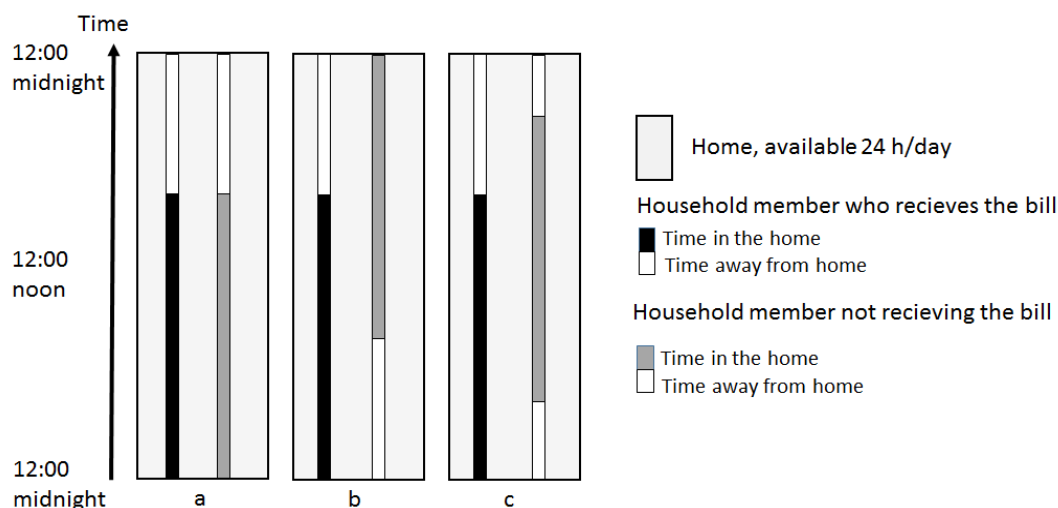 Time
12:00
midnight
12:00
noon
12:00
midnight
a
b
c
Home, available 24 h/day
Household member who recieves the bill
Time in the home
Time away from home
Household member not recieving the bill
Time in the home
Time away from home